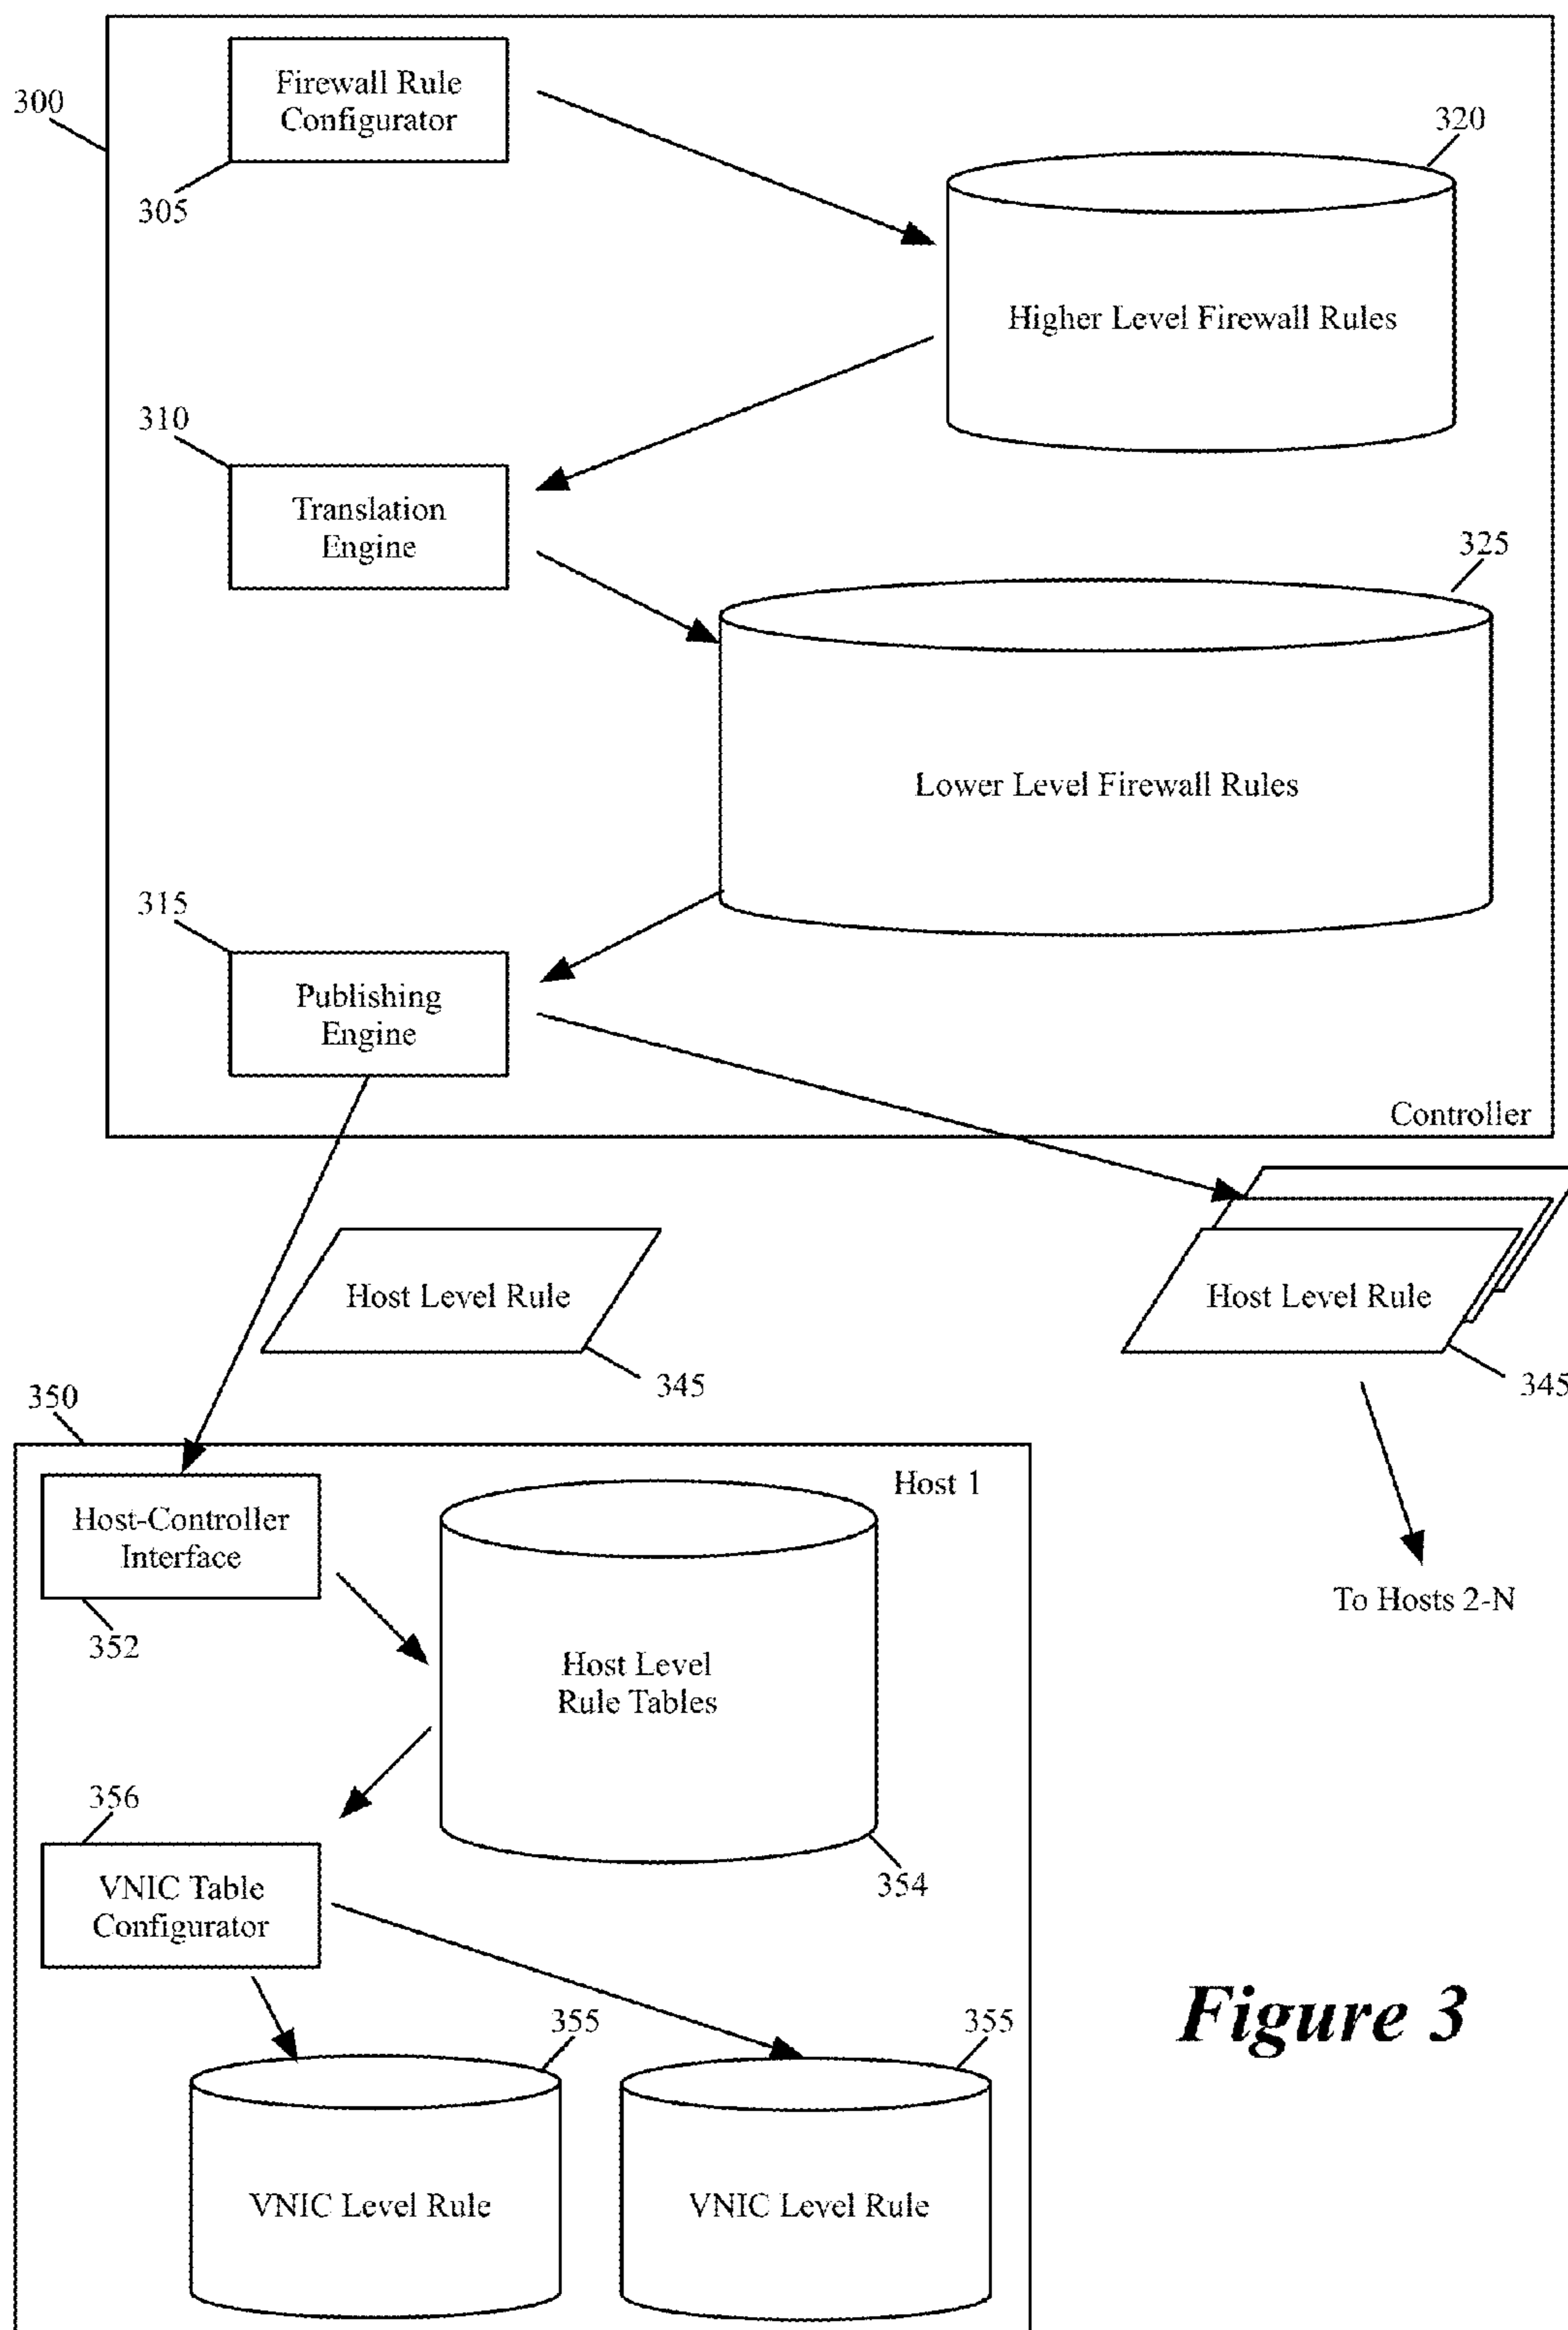 300
Firewall Rule
Configurator
305
320
Higher Level Firewall Rules
310
Translation
Engine
325
Lower Level Firewall Rules
315
Publishing
Engine
Controller
Host Level Rule
345
Host Level Rule
345
350
Host 1
Host-Controller
Interface
352
Host Level
Rule Tables
354
To Hosts 2-N
356
VNIC Table
Configurator
355
355
VNIC Level Rule
VNIC Level Rule
Figure 3